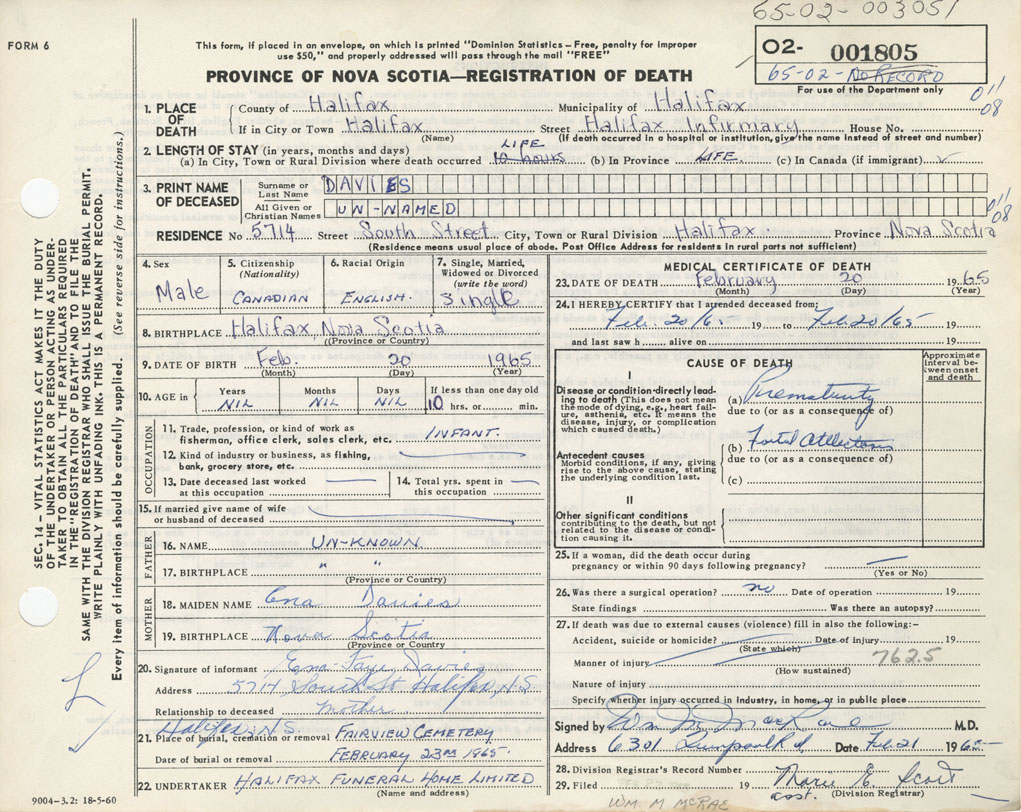 65-02-003051
FORM 6
This form, if placed in an envelope, on which is printed "Dominion Statistics – Free, penalty for improper
use $50," and properly addressed will pass through the mail "FREE"
O2- 001805
65-02-No RECORD
For use of the Department only
PROVINCE OF NOVA SCOTIA—REGISTRATION OF DEATH
011
08
1. PLACE OF DEATH
County of Halifax Municipality of Halifax
If in City or Town Halifax Street Halifax Infirmary House No.
(Name) (If death occurred in a hospital or institution, give the name instead of street and number)
2. LENGTH OF STAY (in years, months and days)
LIFE
(a) In City, Town or Rural Division where death occurred 10 hours (b) In Province LIFE (c) In Canada (if immigrant)
3. PRINT NAME OF DECEASED
Surname or Last Name DAVIES
All Given or Christian Names UN-NAMED
011
08
RESIDENCE No 5714 Street South Street City, Town or Rural Division Halifax Province Nova Scotia
(Residence means usual place of abode. Post Office Address for residents in rural parts not sufficient)
4. Sex
Male
5. Citizenship
(Nationality)
CANADIAN
6. Racial Origin
ENGLISH.
7. Single, Married,
Widowed or Divorced
(write the word)
Single
8. BIRTHPLACE Halifax Nova Scotia
(Province or Country)
9. DATE OF BIRTH Feb. 20 1965
(Month) (Day) (Year)
10. AGE in
Years Months Days If less than one day old
NIL NIL NIL 10 hrs. or min.
OCCUPATION
11. Trade, profession, or kind of work as
fisherman, office clerk, sales clerk, etc. INFANT.
12. Kind of industry or business, as fishing,
bank, grocery store, etc.
13. Date deceased last worked
at this occupation
14. Total yrs. spent in
this occupation
15. If married give name of wife
or husband of deceased
FATHER
16. NAME UN-KNOWN
17. BIRTHPLACE " "
(Province or Country)
MOTHER
18. MAIDEN NAME Ena Davies
19. BIRTHPLACE Nova Scotia
(Province or Country
20. Signature of informant Ena Faye Davies
Address 5714 South St Halifax, N.S.
Relationship to deceased mother
Halifax, N.S.
21. Place of burial, cremation or removal FAIRVIEW CEMETERY
Date of burial or removal FEBRUARY 23RD 1965.
22. UNDERTAKER HALIFAX FUNERAL HOME LIMITED
(Name and address)
9004-3.2: 18-5-60
MEDICAL CERTIFICATE OF DEATH
23. DATE OF DEATH February 20 1965
(Month) (Day) (Year)
24. I HEREBY CERTIFY that I attended deceased from:
Feb. 20/65 19 to Feb 20/65 19
and last saw h alive on 19
CAUSE OF DEATH
Approximate
interval be-
tween onset
and death
I
Disease or condition directly lead-
ing to death (This does not mean
the mode of dying, e.g., heart fail-
ure, asthenia, etc. It means the
disease, injury, or complication
which caused death.)
(a) Prematurity
due to (or as a consequence of)
Antecedent causes
Morbid conditions, if any, giving
rise to the above cause, stating
the underlying condition last.
(b)
due to (or as a consequence of)
(c)
II
Other significant conditions
contributing to the death, but not
related to the disease or condi-
tion causing it.
25. If a woman, did the death occur during
pregnancy or within 90 days following pregnancy?
(Yes or No)
26. Was there a surgical operation? no Date of operation 19
State findings Was there an autopsy?
27. If death was due to external causes (violence) fill in also the following:–
Accident, suicide or homicide? Date of injury 19
(State which)
762.5
Manner of injury
(How sustained)
Nature of injury
Specify whether injury occurred in industry, in home, or in public place
Signed by Wm M. MacRae M.D.
Address 6301 Date Feb 21 1965
28. Division Registrar's Record Number
29. Filed 19 Marie E. Scott
asst. (Division Registrar)
WM M MCRAE
SEC. 14 – VITAL STATISTICS ACT MAKES IT THE DUTY
OF THE UNDERTAKER OR PERSON ACTING AS UNDER-
TAKER TO OBTAIN ALL THE PARTICULARS REQUIRED
IN THE "REGISTRATION OF DEATH" AND TO FILE THE
SAME WITH THE DIVISION REGISTRAR WHO SHALL ISSUE THE BURIAL PERMIT.
WRITE PLAINLY WITH UNFADING INK. THIS IS A PERMANENT RECORD.
Every item of information should be carefully supplied. (See reverse side for instructions.)